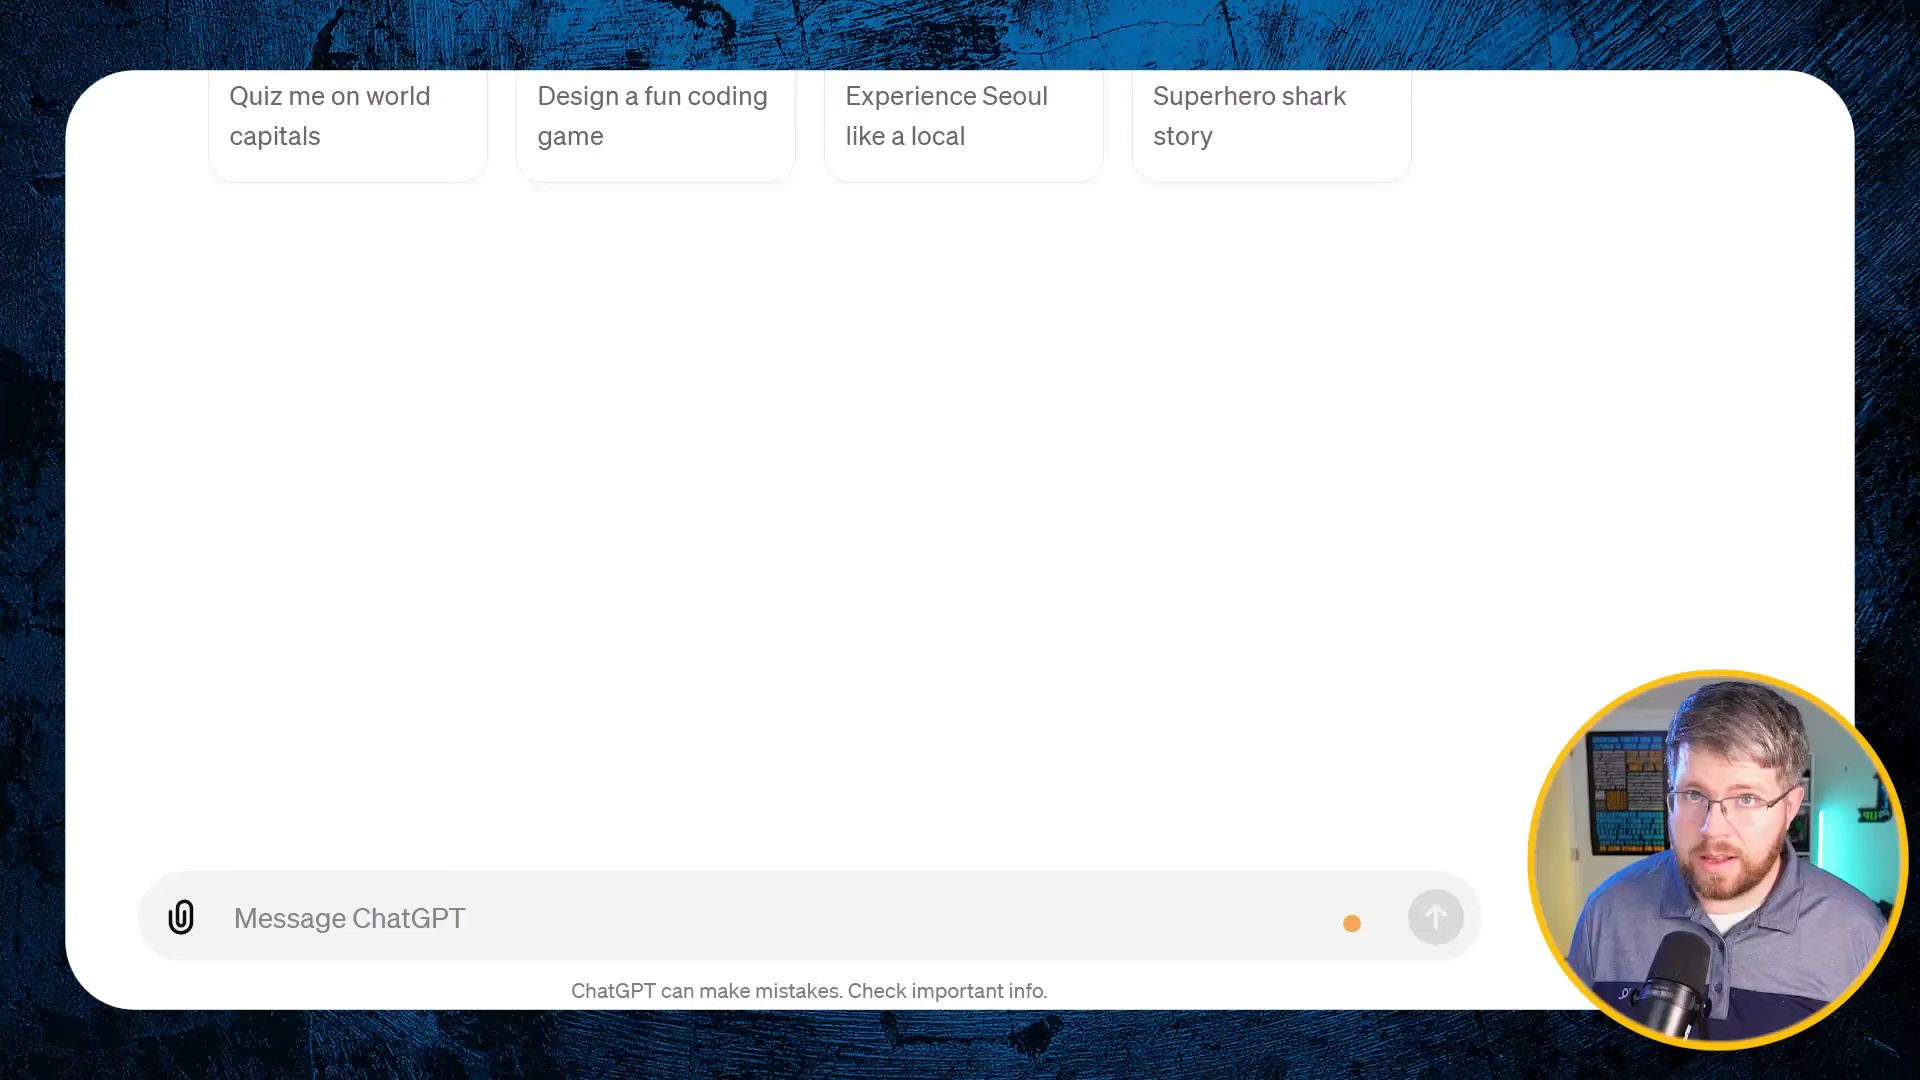 Quiz me on world
capitals
Design a fun coding
game
Experience Seoul
like a local
Superhero shark
story
Message ChatGPT
ChatGPT can make mistakes. Check important info.